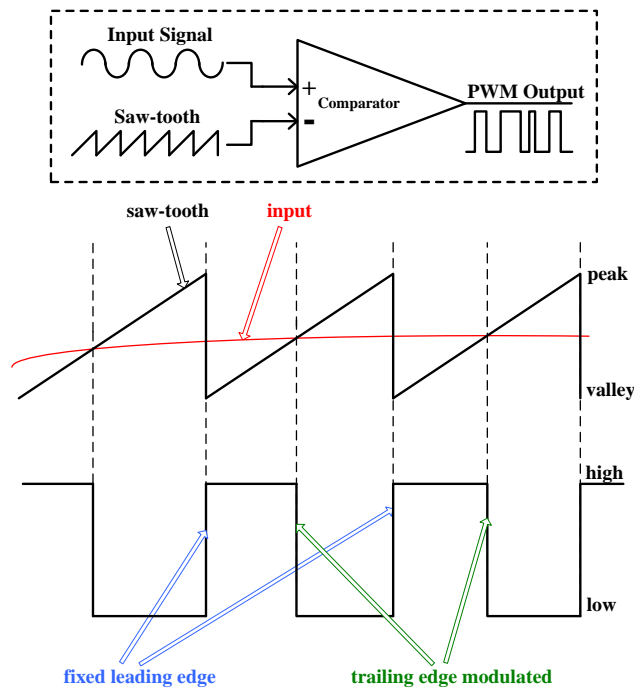 Input Signal
Saw-tooth
+
-
Comparator
PWM Output
saw-tooth
input
peak
valley
high
low
fixed leading edge
trailing edge modulated